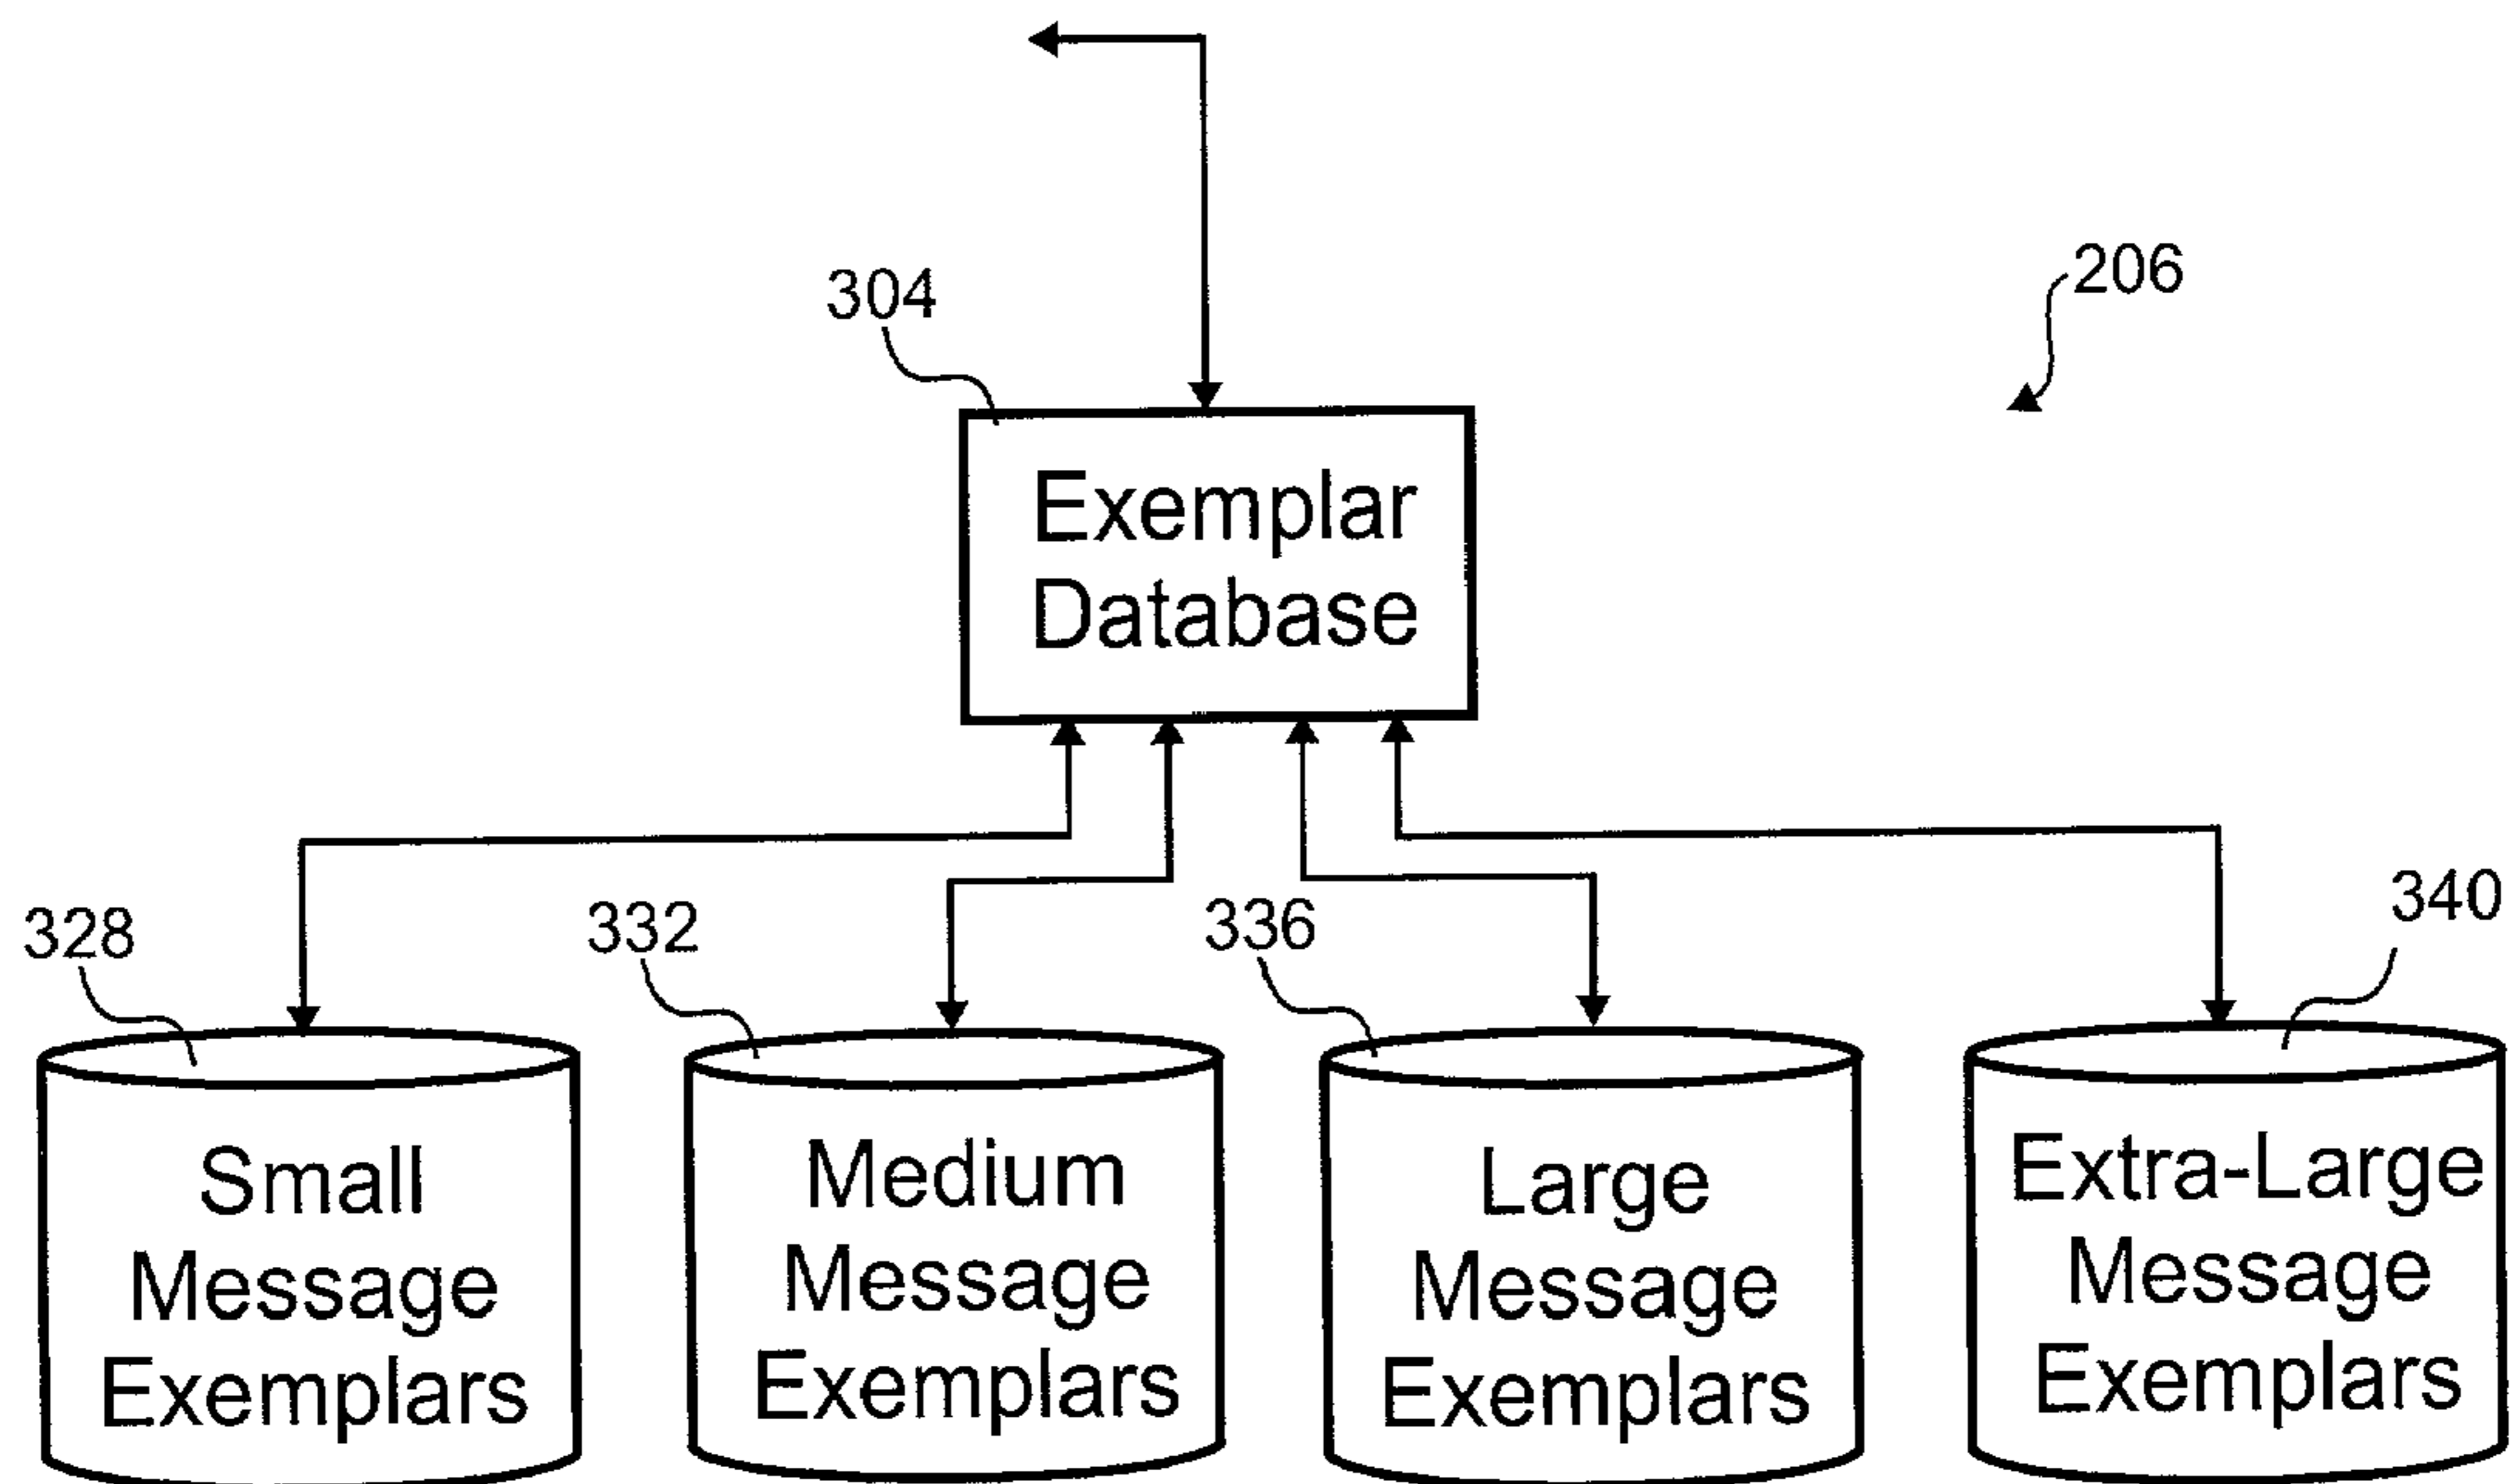 206
304
Exemplar
Database
328
332
336
340
Small
Message
Exemplars
Medium
Message
Exemplars
Large
Message
Exemplars
Extra-Large
Message
Exemplars